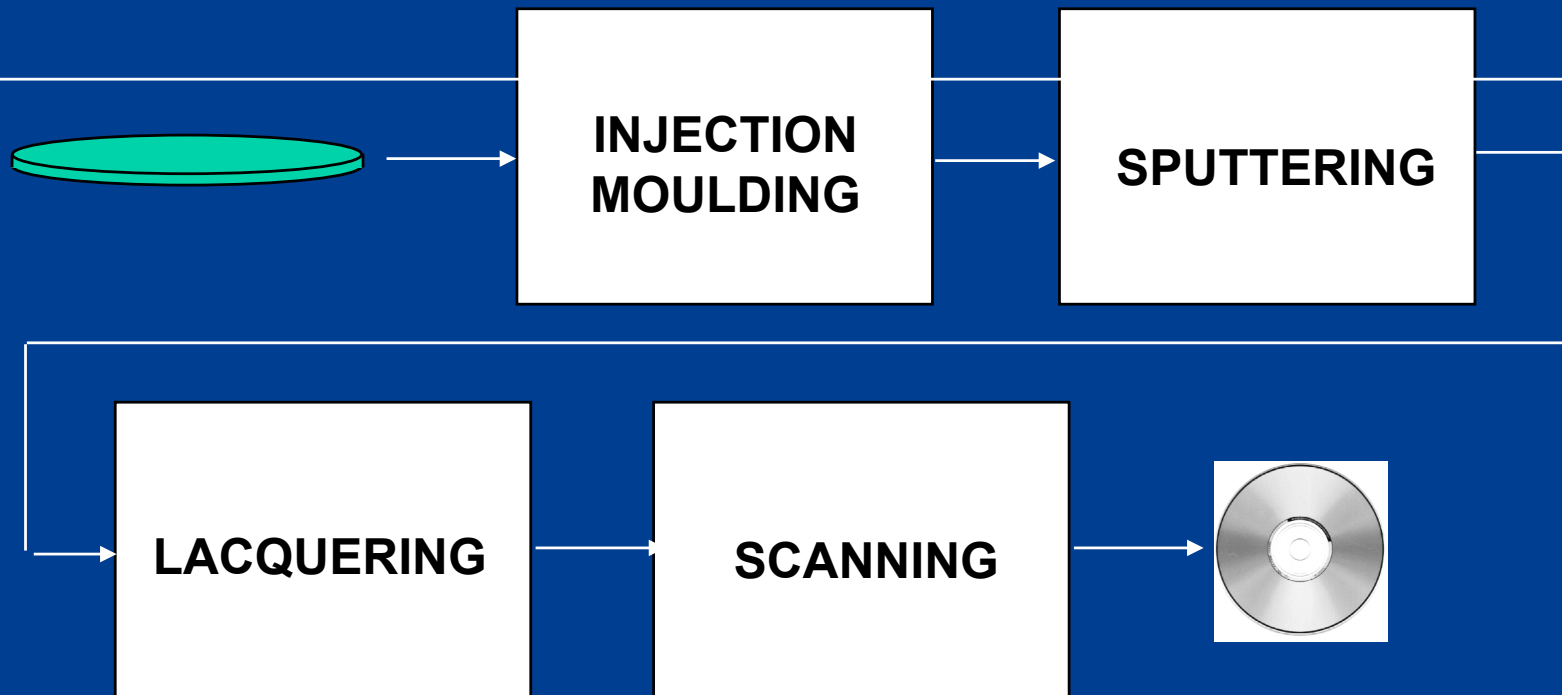 INJECTION
MOULDING
SPUTTERING
LACQUERING
SCANNING